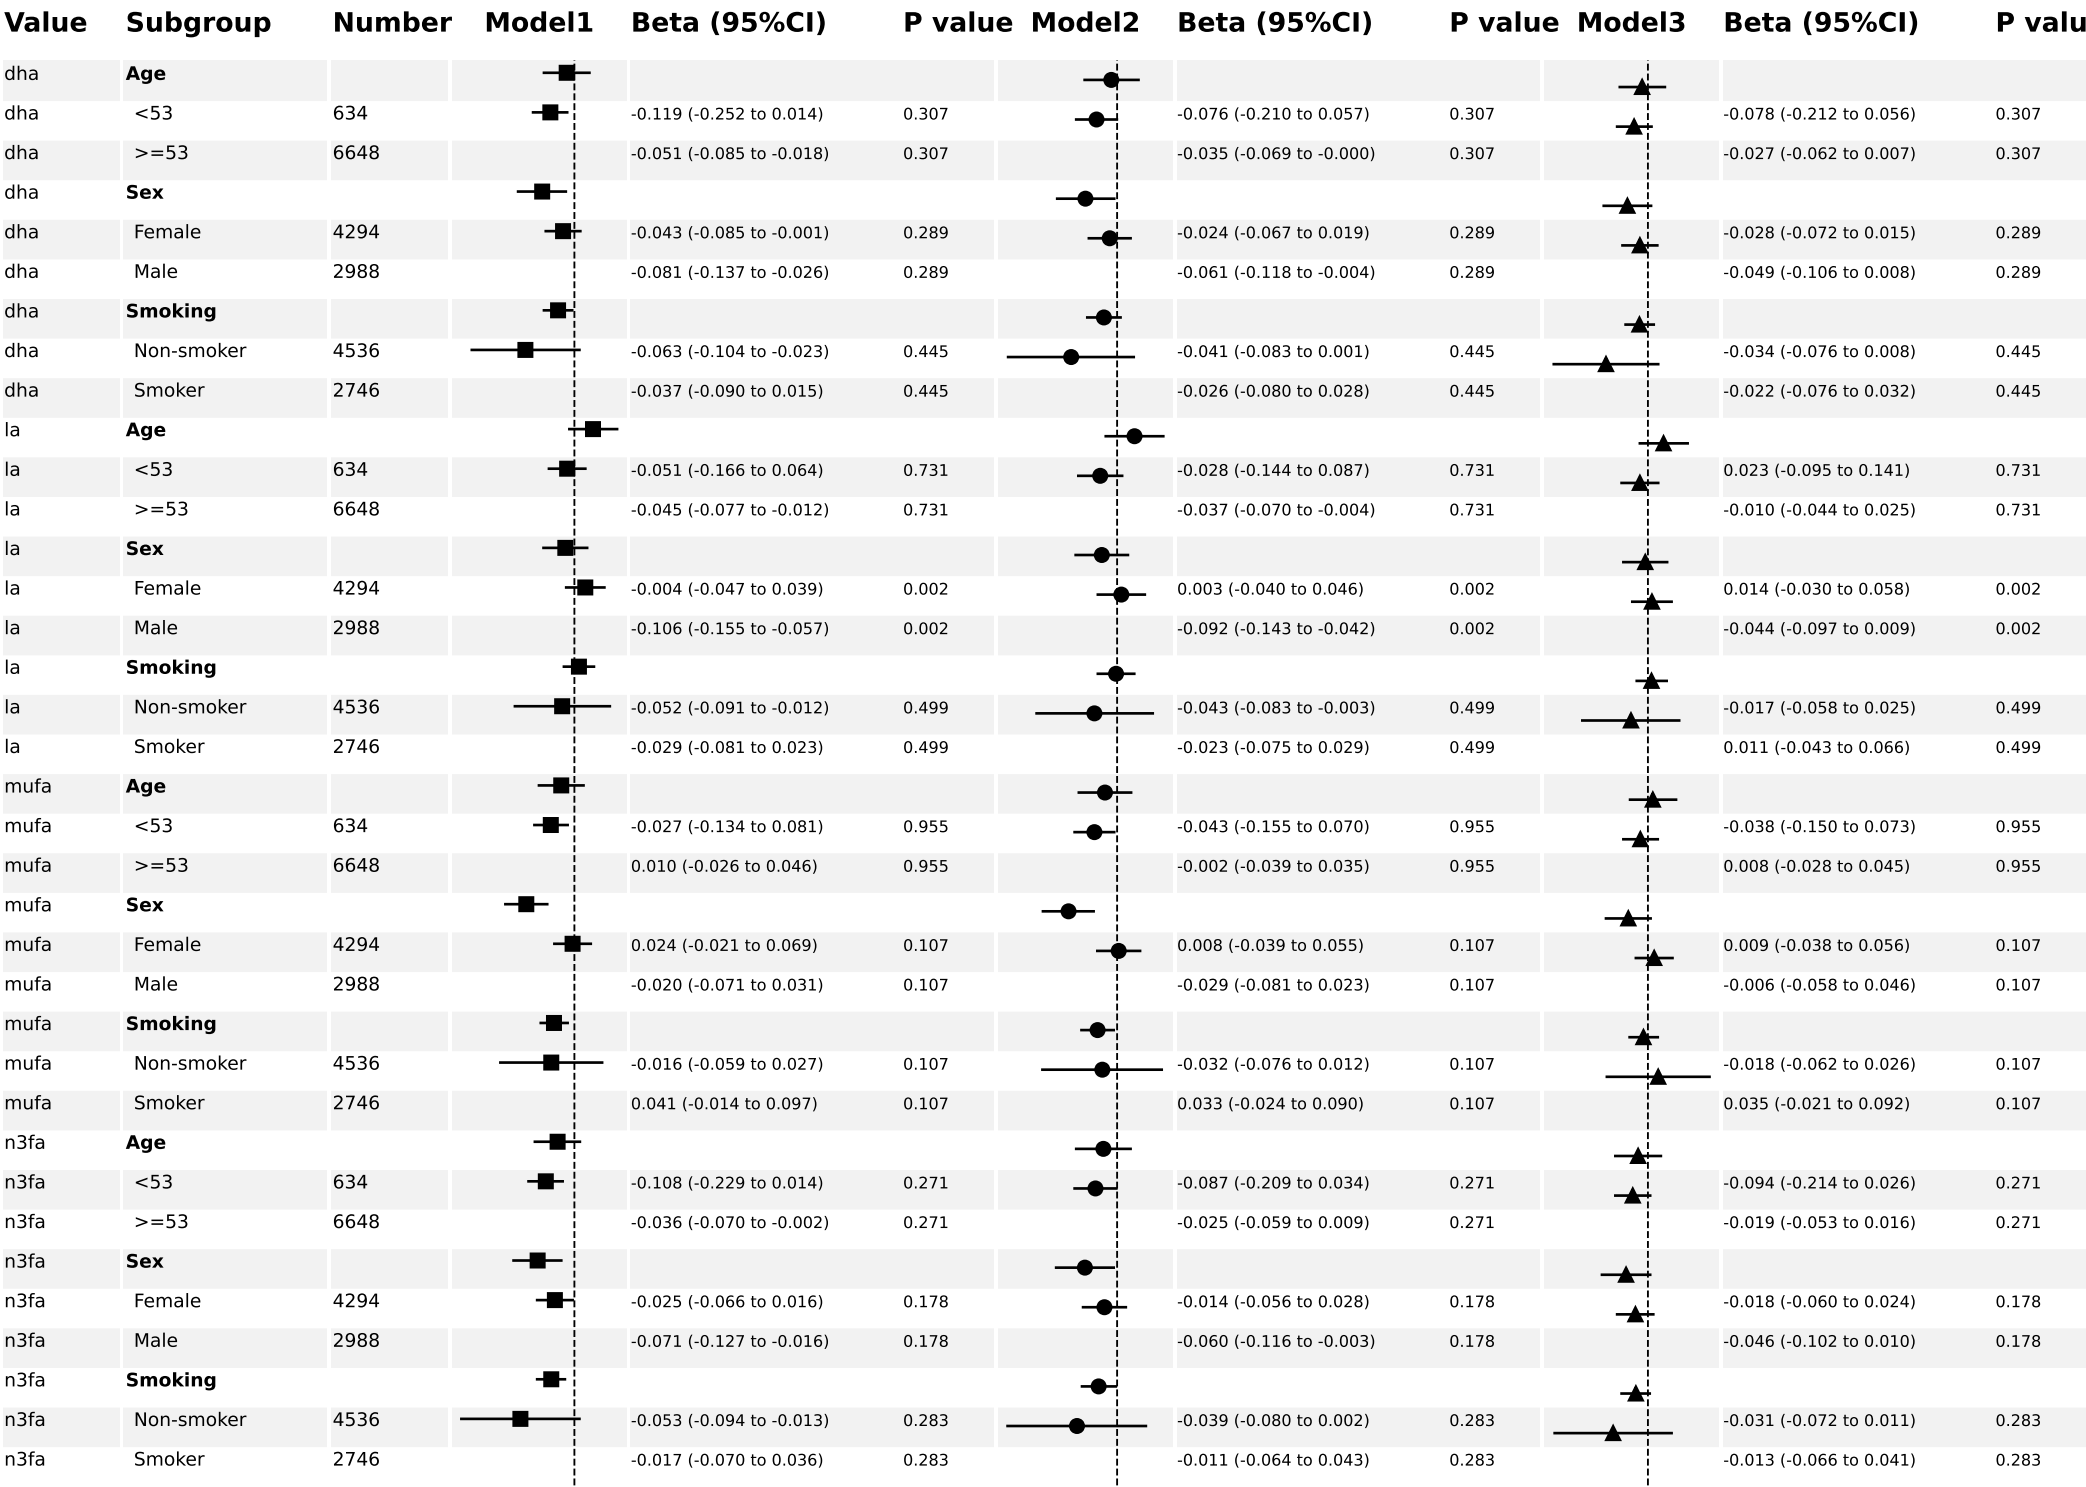 Value Subgroup Number Model1 Beta (95%CI) P value Model2 Beta (95%CI) P value Model3 Beta (95%CI) P valu
dha Age
dha <53 634 -0.119 (-0.252 to 0.014) 0.307 -0.076 (-0.210 to 0.057) 0.307 -0.078 (-0.212 to 0.056) 0.307
dha >=53 6648 -0.051 (-0.085 to -0.018) 0.307 -0.035 (-0.069 to -0.000) 0.307 -0.027 (-0.062 to 0.007) 0.307
dha Sex
dha Female 4294 -0.043 (-0.085 to -0.001) 0.289 -0.024 (-0.067 to 0.019) 0.289 -0.028 (-0.072 to 0.015) 0.289
dha Male 2988 -0.081 (-0.137 to -0.026) 0.289 -0.061 (-0.118 to -0.004) 0.289 -0.049 (-0.106 to 0.008) 0.289
dha Smoking
dha Non-smoker 4536 -0.063 (-0.104 to -0.023) 0.445 -0.041 (-0.083 to 0.001) 0.445 -0.034 (-0.076 to 0.008) 0.445
dha Smoker 2746 -0.037 (-0.090 to 0.015) 0.445 -0.026 (-0.080 to 0.028) 0.445 -0.022 (-0.076 to 0.032) 0.445
la Age
la <53 634 -0.051 (-0.166 to 0.064) 0.731 -0.028 (-0.144 to 0.087) 0.731 0.023 (-0.095 to 0.141) 0.731
la >=53 6648 -0.045 (-0.077 to -0.012) 0.731 -0.037 (-0.070 to -0.004) 0.731 -0.010 (-0.044 to 0.025) 0.731
la Sex
la Female 4294 -0.004 (-0.047 to 0.039) 0.002 0.003 (-0.040 to 0.046) 0.002 0.014 (-0.030 to 0.058) 0.002
la Male 2988 -0.106 (-0.155 to -0.057) 0.002 -0.092 (-0.143 to -0.042) 0.002 -0.044 (-0.097 to 0.009) 0.002
la Smoking
la Non-smoker 4536 -0.052 (-0.091 to -0.012) 0.499 -0.043 (-0.083 to -0.003) 0.499 -0.017 (-0.058 to 0.025) 0.499
la Smoker 2746 -0.029 (-0.081 to 0.023) 0.499 -0.023 (-0.075 to 0.029) 0.499 0.011 (-0.043 to 0.066) 0.499
mufa Age
mufa <53 634 -0.027 (-0.134 to 0.081) 0.955 -0.043 (-0.155 to 0.070) 0.955 -0.038 (-0.150 to 0.073) 0.955
mufa >=53 6648 0.010 (-0.026 to 0.046) 0.955 -0.002 (-0.039 to 0.035) 0.955 0.008 (-0.028 to 0.045) 0.955
mufa Sex
mufa Female 4294 0.024 (-0.021 to 0.069) 0.107 0.008 (-0.039 to 0.055) 0.107 0.009 (-0.038 to 0.056) 0.107
mufa Male 2988 -0.020 (-0.071 to 0.031) 0.107 -0.029 (-0.081 to 0.023) 0.107 -0.006 (-0.058 to 0.046) 0.107
mufa Smoking
mufa Non-smoker 4536 -0.016 (-0.059 to 0.027) 0.107 -0.032 (-0.076 to 0.012) 0.107 -0.018 (-0.062 to 0.026) 0.107
mufa Smoker 2746 0.041 (-0.014 to 0.097) 0.107 0.033 (-0.024 to 0.090) 0.107 0.035 (-0.021 to 0.092) 0.107
n3fa Age
n3fa <53 634 -0.108 (-0.229 to 0.014) 0.271 -0.087 (-0.209 to 0.034) 0.271 -0.094 (-0.214 to 0.026) 0.271
n3fa >=53 6648 -0.036 (-0.070 to -0.002) 0.271 -0.025 (-0.059 to 0.009) 0.271 -0.019 (-0.053 to 0.016) 0.271
n3fa Sex
n3fa Female 4294 -0.025 (-0.066 to 0.016) 0.178 -0.014 (-0.056 to 0.028) 0.178 -0.018 (-0.060 to 0.024) 0.178
n3fa Male 2988 -0.071 (-0.127 to -0.016) 0.178 -0.060 (-0.116 to -0.003) 0.178 -0.046 (-0.102 to 0.010) 0.178
n3fa Smoking
n3fa Non-smoker 4536 -0.053 (-0.094 to -0.013) 0.283 -0.039 (-0.080 to 0.002) 0.283 -0.031 (-0.072 to 0.011) 0.283
n3fa Smoker 2746 -0.017 (-0.070 to 0.036) 0.283 -0.011 (-0.064 to 0.043) 0.283 -0.013 (-0.066 to 0.041) 0.283